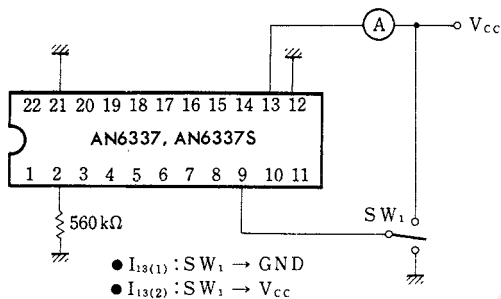 A
V_CC
22 21 20 19 18 17 16 15 14 13 12
AN6337, AN6337S
1 2 3 4 5 6 7 8 9 10 11
560kΩ
SW₁
● I₁₃₍₁₎ : SW₁ → GND
● I₁₃₍₂₎ : SW₁ → V_CC